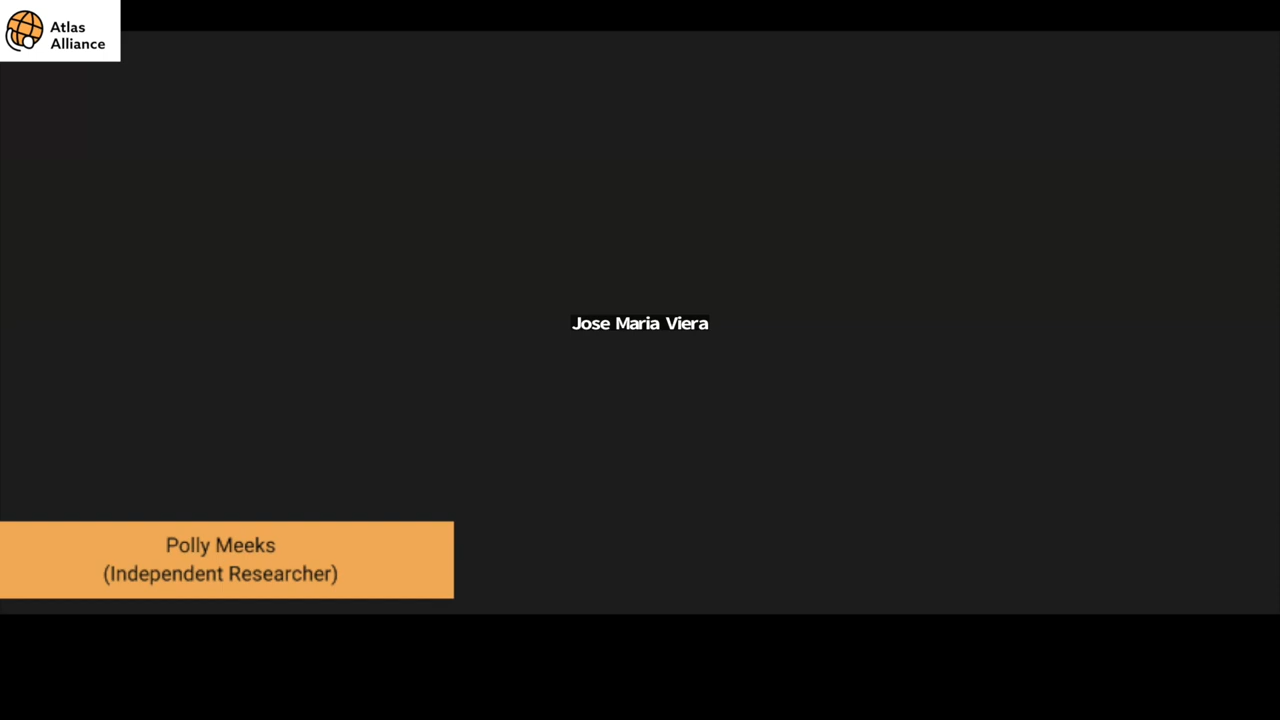 Atlas
Alliance
Jose Maria Viera
Polly Meeks
(Independent Researcher)